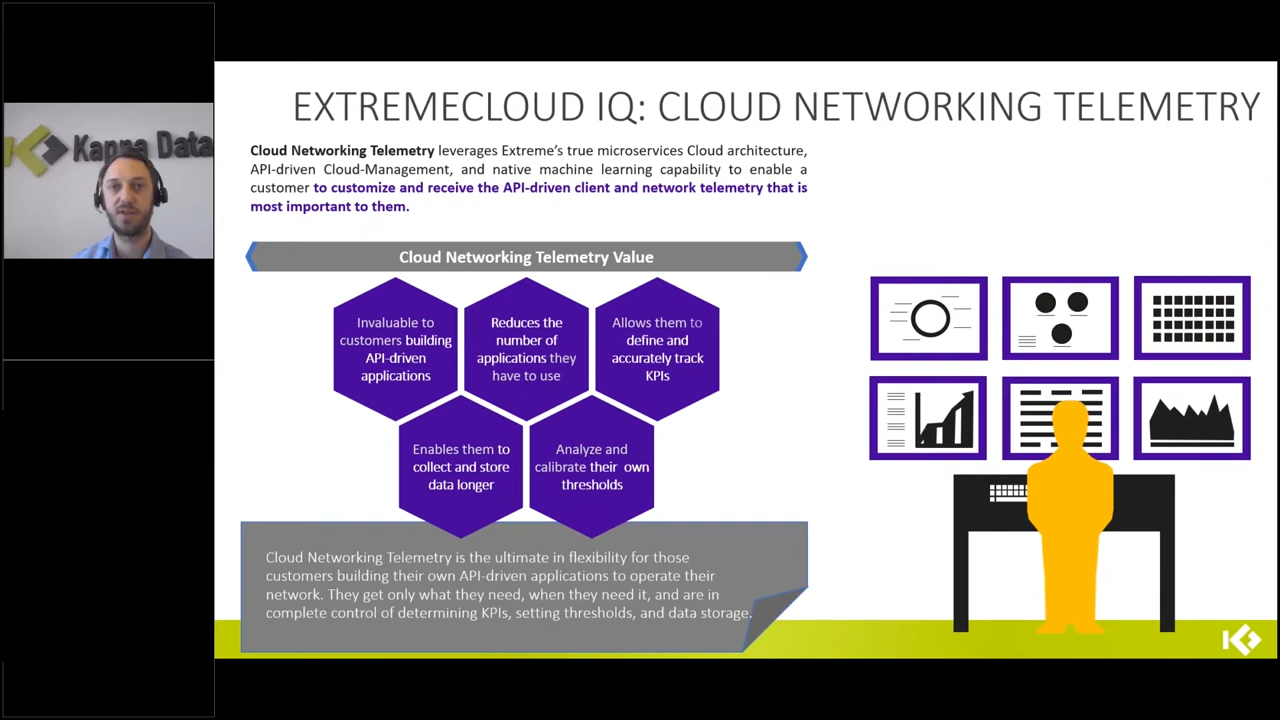 Kappa Data
EXTREMECLOUD IQ: CLOUD NETWORKING TELEMETRY
Cloud Networking Telemetry leverages Extreme’s true microservices Cloud architecture,
API-driven Cloud-Management, and native machine learning capability to enable a
customer to customize and receive the API-driven client and network telemetry that is
most important to them.
Cloud Networking Telemetry Value
Invaluable to
customers building
API-driven
applications
Reduces the
number of
applications they
have to use
Allows them to
define and
accurately track
KPIs
Enables them to
collect and store
data longer
Analyze and
calibrate their own
thresholds
Cloud Networking Telemetry is the ultimate in flexibility for those
customers building their own API-driven applications to operate their
network. They get only what they need, when they need it, and are in
complete control of determining KPIs, setting thresholds, and data storage.